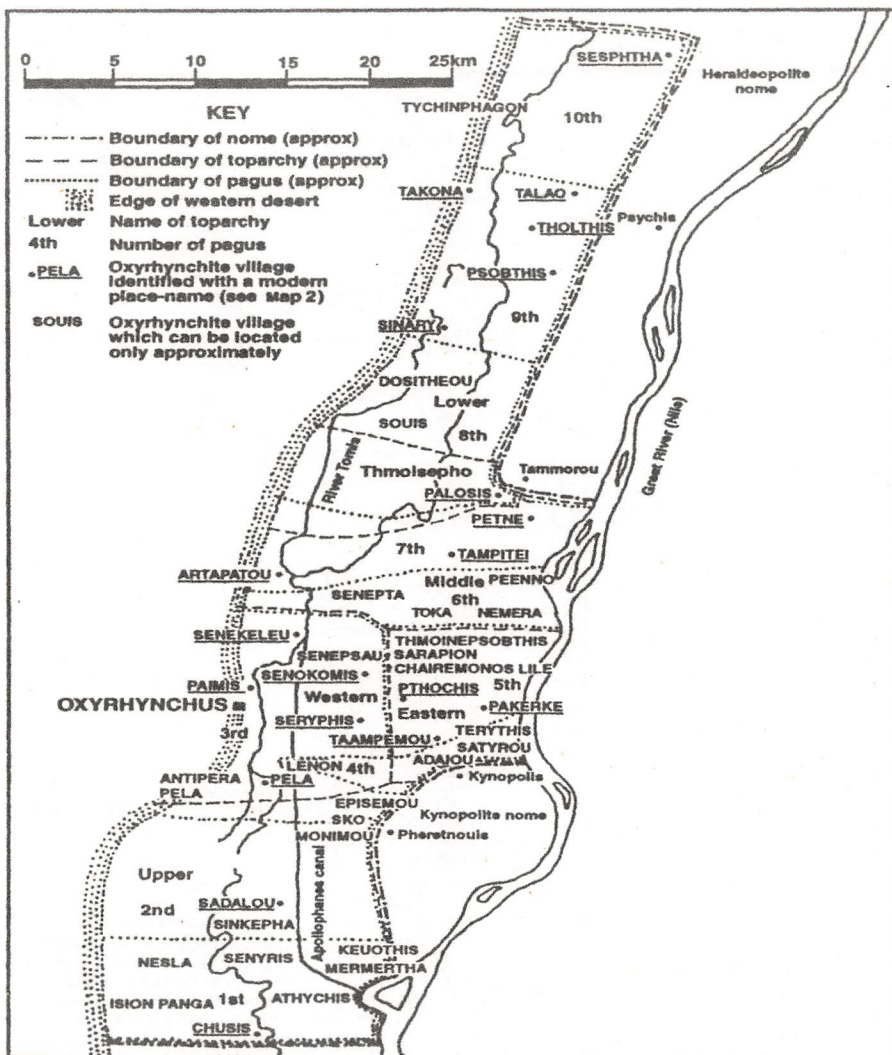 0 5 10 15 20 25km
KEY
Boundary of nome (approx)
Boundary of toparchy (approx)
Boundary of pagus (approx)
Edge of western desert
Lower Name of toparchy
4th Number of pagus
PELA Oxyrhynchite village
identified with a modern
place-name (see Map 2)
SOUIS Oxyrhynchite village
which can be located
only approximately
SESPHTHA
Herakleopolite
nome
TYCHINPHAGON
10th
TAKONA
TALAO
THOLTHIS
Psychis
PSOBTHIS
9th
SINARY
DOSITHEOU
Lower
SOUIS
8th
River Tomis
Thmoisepho
Tammorou
Great River (Nile)
PALOSIS
PETNE
7th
TAMPITEI
ARTAPATOU
Middle
PEENNO
SENEPTA
6th
TOKA
NEMERA
SENEKELEU
THMOINEPSOBTHIS
SENEPSAU
SARAPION
CHAIREMONOS
SENOKOMIS
5th
PAIMIS
Western
PTHOCHIS
PAKERKE
OXYRHYNCHUS
Eastern
3rd
SERYPHIS
TERYTHIS
TAAMPEMOU
SATYROU
LENON
4th
ADAIOU
ANTIPERA
PELA
PELA
Kynopolis
EPISEMOU
Kynopolite nome
SKO
MONIMOU
Pheretnouis
Upper
Apollophanes canal
2nd
SADALOU
SINKEPHA
KEUOTHIS
NESLA
SENYRIS
MERMERTHA
ISION PANGA
1st
ATHYCHIS
CHUSIS